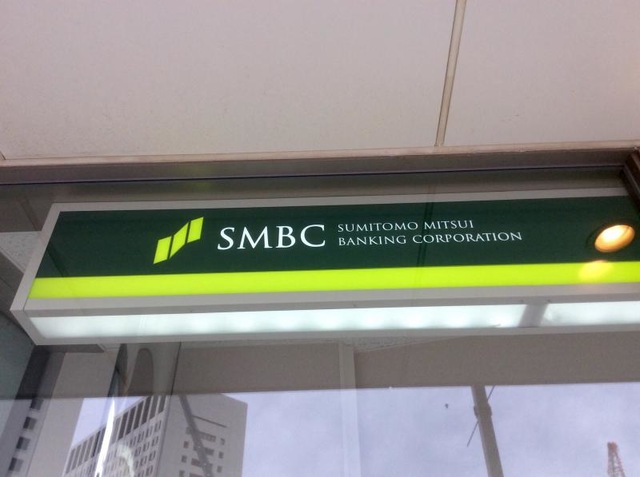 SMBC
SUMITOMO MITSUI
BANKING CORPORATION